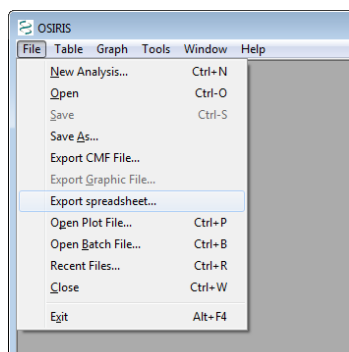 OSIRIS
File Table Graph Tools Window Help
New Analysis... Ctrl+N
Open Ctrl-O
Save Ctrl-S
Save As...
Export CMF File...
Export Graphic File...
Export spreadsheet...
Open Plot File... Ctrl+P
Open Batch File... Ctrl+B
Recent Files... Ctrl+R
Close Ctrl+W
Exit Alt+F4